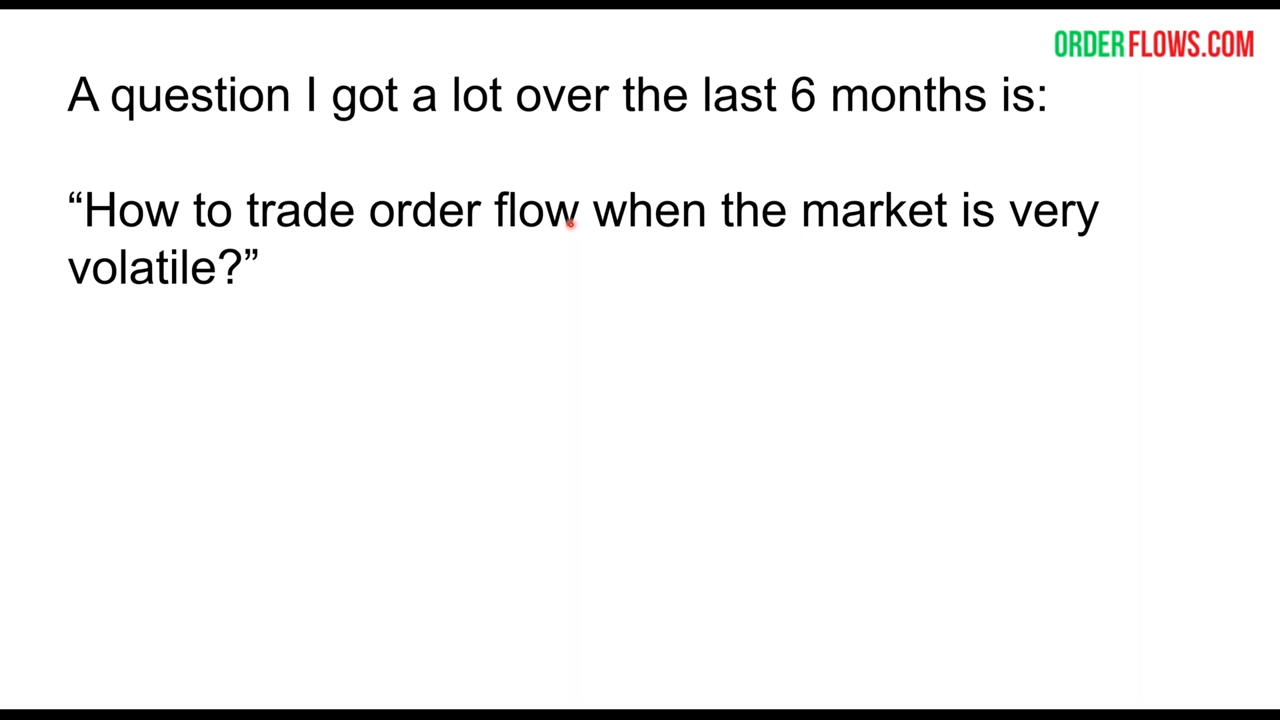 ORDERFLOWS.COM
A question I got a lot over the last 6 months is:
“How to trade order flow when the market is very
volatile?”